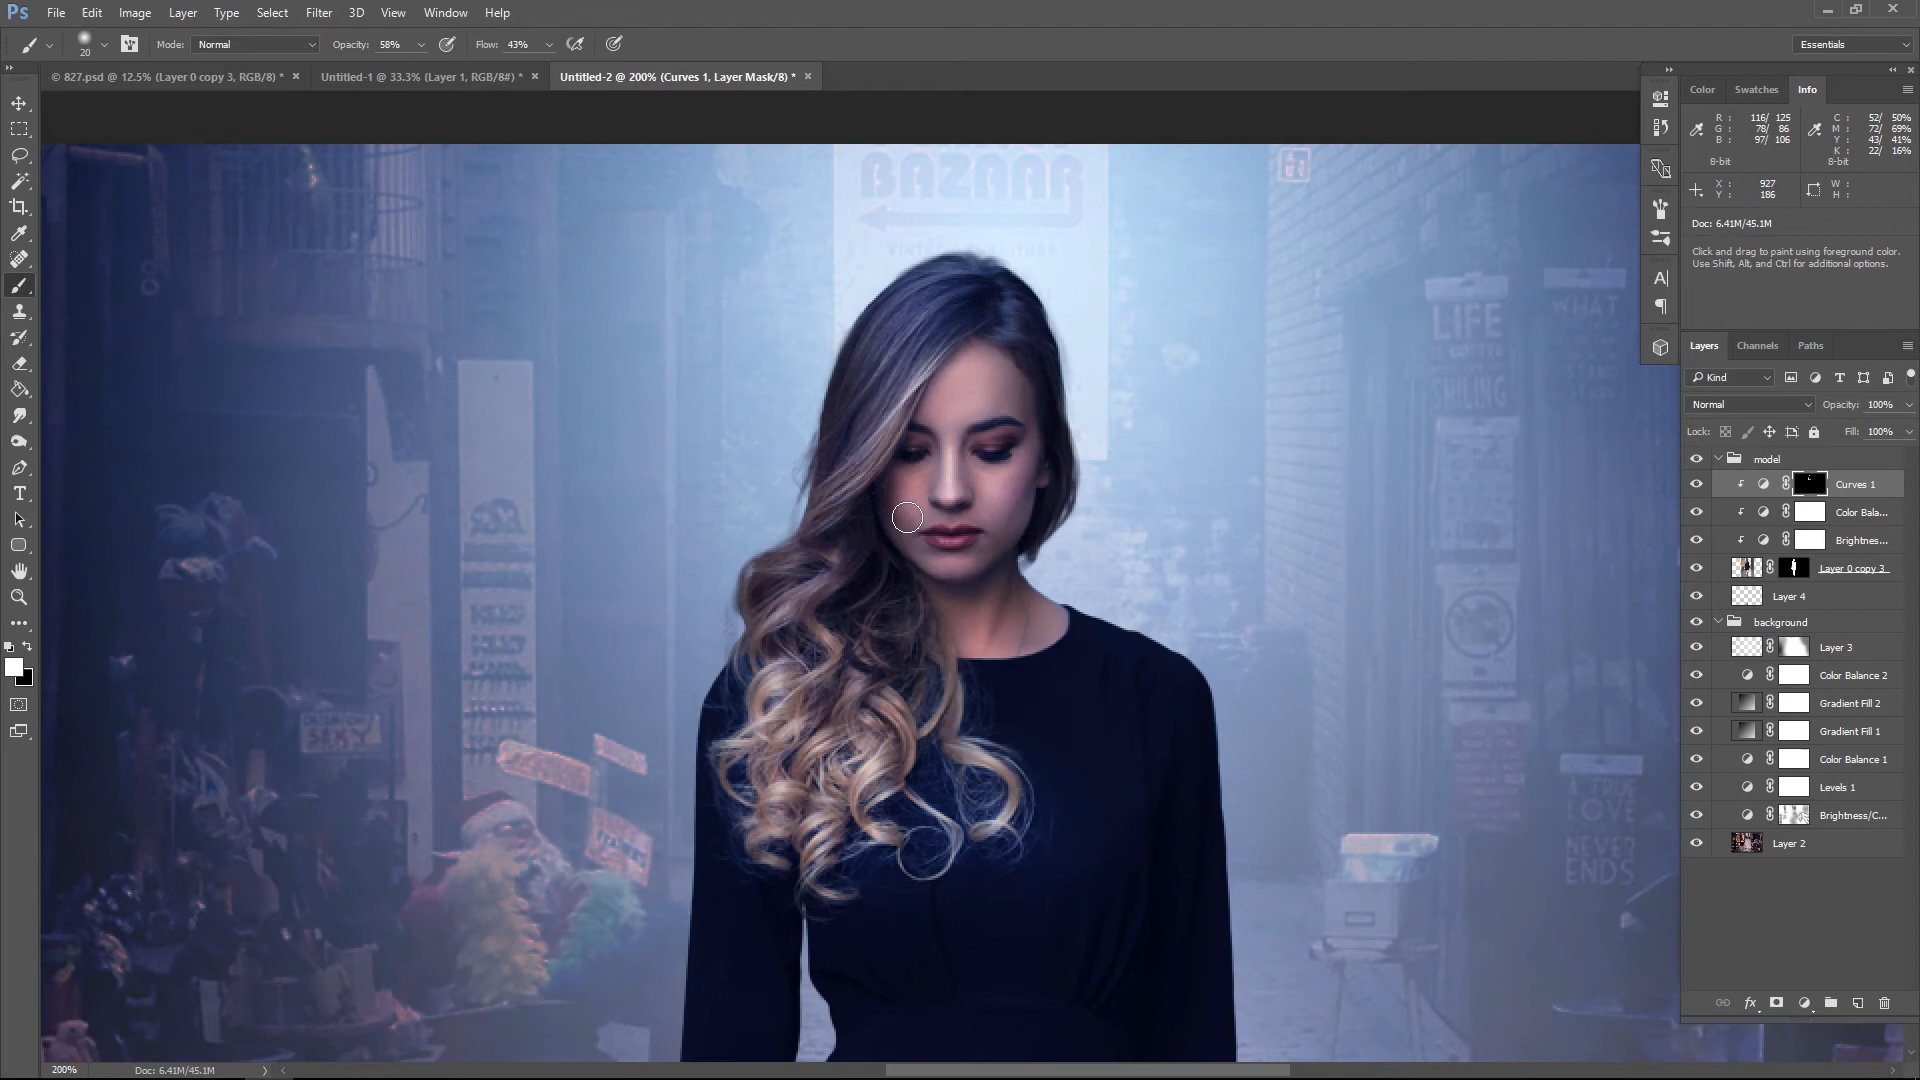 Ps File Edit Image Layer Type Select Filter 3D View Window Help
20 Mode: Normal Opacity: 58% Flow: 43% Essentials
© 827.psd @ 12.5% (Layer 0 copy 3, RGB/8) * × Untitled-1 @ 33.3% (Layer 1, RGB/8#) * × Untitled-2 @ 200% (Curves 1, Layer Mask/8) * ×
Color Swatches Info
R : 116/ 125 C : 52/ 50%
G : 78/ 86 M : 72/ 69%
B : 97/ 106 Y : 43/ 41%
K : 22/ 16%
8-bit 8-bit
X : 927 W :
Y : 186 H :
Doc: 6.41M/45.1M
Click and drag to paint using foreground color.
Use Shift, Alt, and Ctrl for additional options.
Layers Channels Paths
Kind
Normal Opacity: 100%
Lock: Fill: 100%
model
Curves 1
Color Bala...
Brightnes...
Layer 0 copy 3
Layer 4
background
Layer 3
Color Balance 2
Gradient Fill 2
Gradient Fill 1
Color Balance 1
Levels 1
Brightness/C...
Layer 2
fx
BAZAAR
VINTAGE FURNITURE
8
LIFE
SMILING
WHAT
STAND
A TRUE
LOVE
NEVER
ENDS
SEXY
200% Doc: 6.41M/45.1M